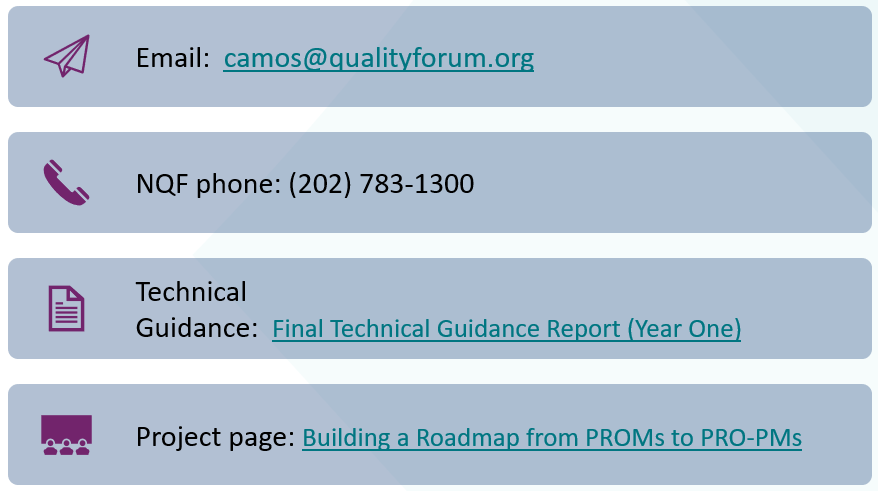 Email: camos@qualityforum.org
NQF phone: (202) 783-1300
Technical
Guidance: Final Technical Guidance Report (Year One)
Project page: Building a Roadmap from PROMs to PRO-PMs